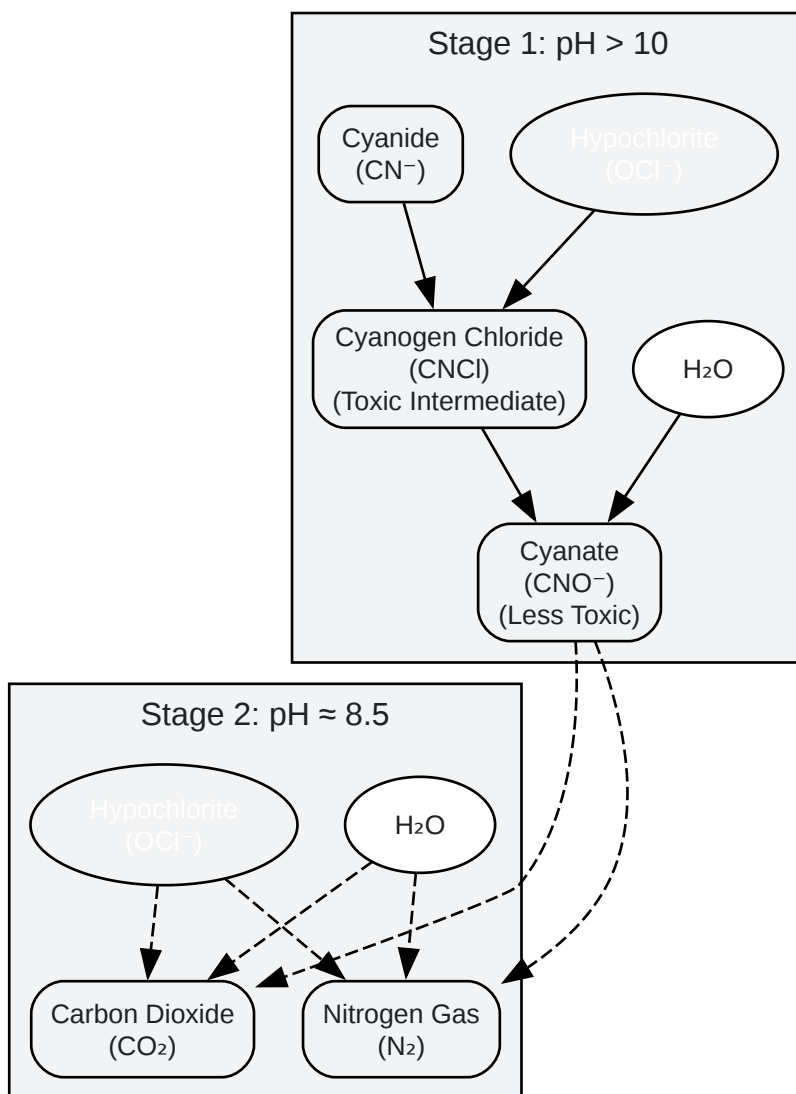 Stage 1: pH > 10
Cyanide
(CN⁻)
Hypochlorite
(OCl⁻)
Cyanogen Chloride
(CNCl)
(Toxic Intermediate)
H₂O
Cyanate
(CNO⁻)
(Less Toxic)
Stage 2: pH ≈ 8.5
Hypochlorite
(OCl⁻)
H₂O
Carbon Dioxide
(CO₂)
Nitrogen Gas
(N₂)